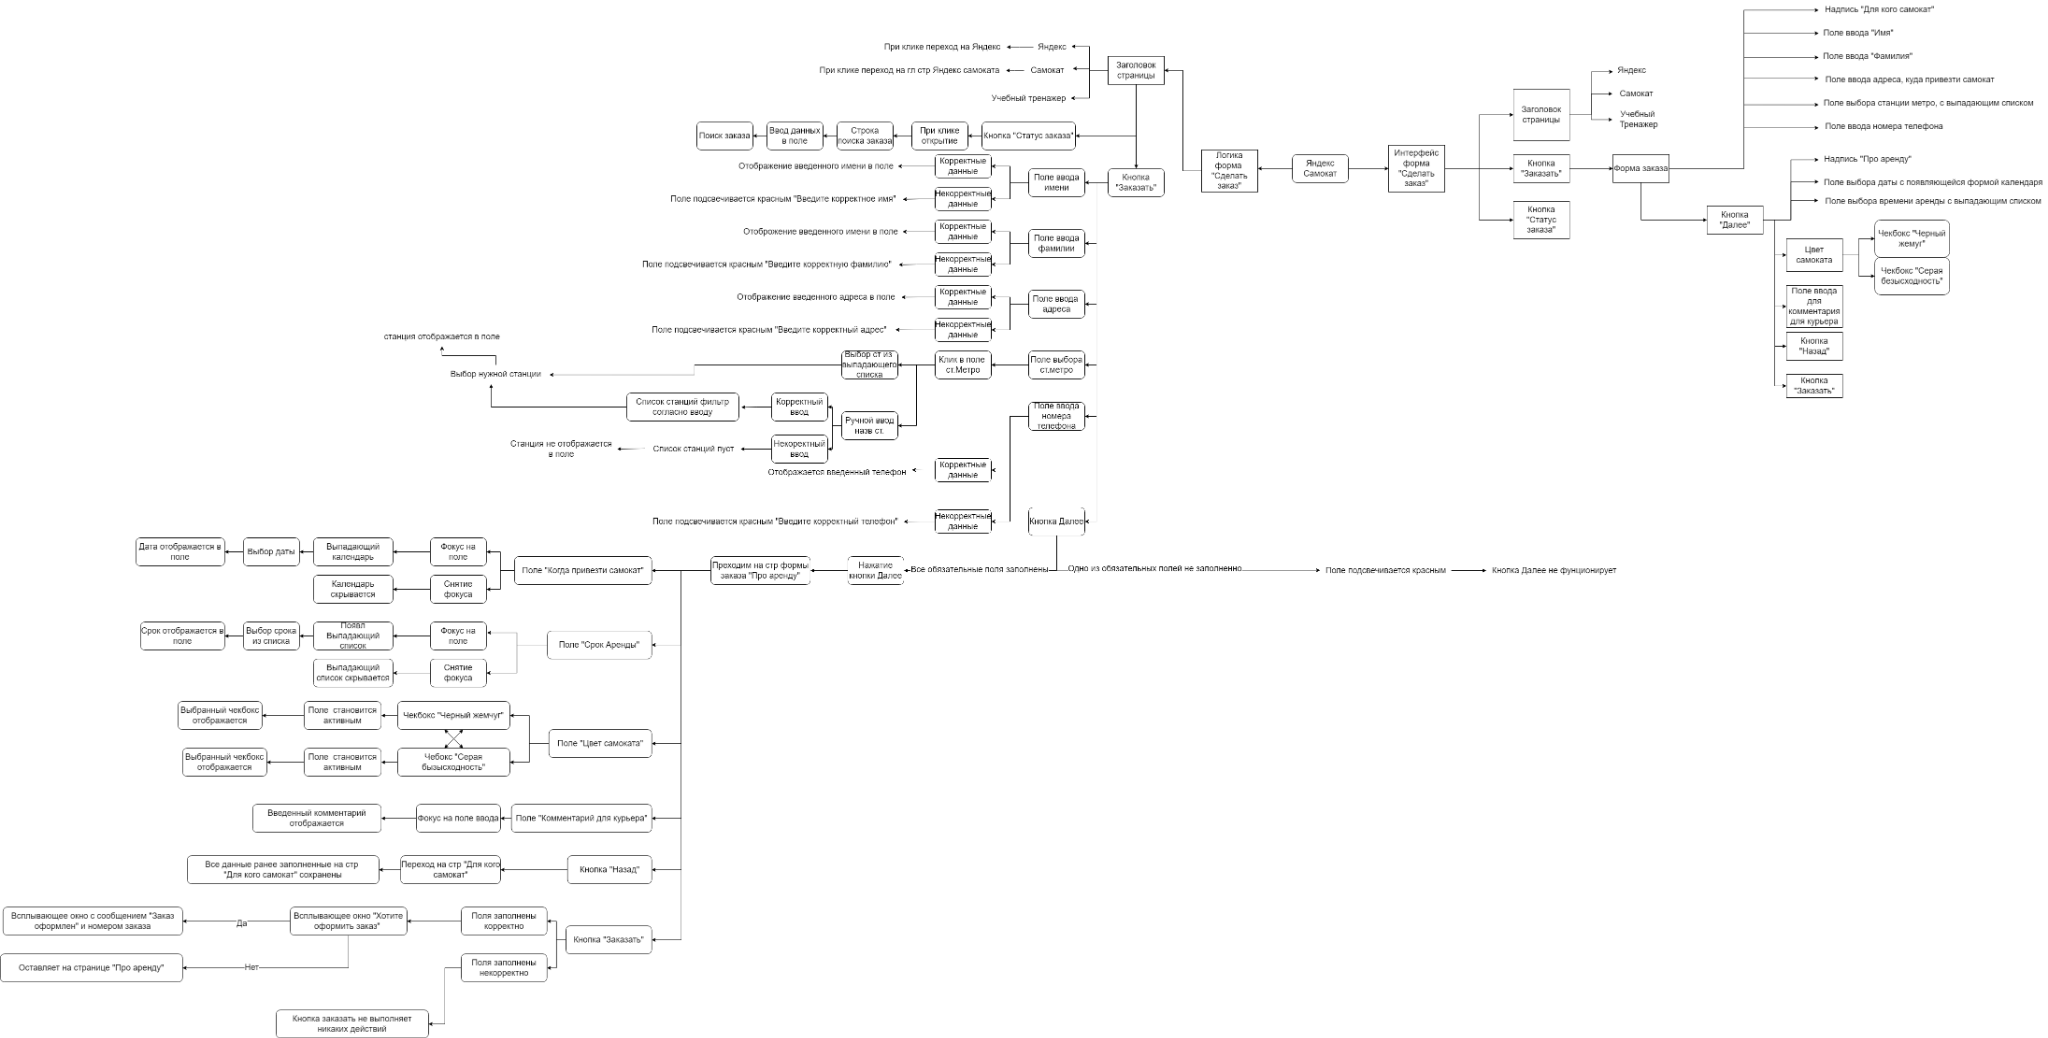 Надпись "Для кого самокат"
Поле ввода "Имя"
Поле ввода "Фамилия"
Поле ввода адреса, куда привезти самокат
Поле выбора станции метро, с выпадающим списком
Поле ввода номера телефона
Надпись "Про аренду"
Поле выбора даты с появляющейся формой календаря
Поле выбора времени аренды с выпадающим списком
При клике переход на Яндекс
Яндекс
При клике переход на гл стр Яндекс самоката
Самокат
Учебный тренажер
Заголовок
страницы
Поиск заказа
Ввод данных
в поле
Строка
поиска заказа
При клике
открытие
Кнопка "Статус заказа"
Кнопка
"Заказать"
Логика
форма
"Сделать
заказ"
Яндекс
Самокат
Интерфейс
форма
"Сделать
заказ"
Заголовок
страницы
Яндекс
Самокат
Учебный
Тренажер
Кнопка
"Заказать"
Форма заказа
Кнопка
"Статус
заказа"
Кнопка
"Далее"
Цвет
самоката
Чекбокс "Черный
жемуг"
Чекбокс "Серая
безысходность"
Поле ввода
для
комментария
для курьера
Кнопка
"Назад"
Кнопка
"Заказать"
Отображение введенного имени в поле
Корректные
данные
Поле ввода
имени
Поле подсвечивается красным "Введите корректное имя"
Некорректные
данные
Отоброжение введенного имени в поле
Корректные
данные
Поле ввода
фамилии
Поле подсвечивается красным "Введите корректную фамилию"
Некорректные
данные
Отображение введенного адреса в поле
Корректные
данные
Поле ввода
адреса
Поле подсвечивается красным "Введите корректный адрес"
Некорректные
данные
станция отображается в поле
Выбор нужной станции
Выбор ст из
выпадающего
списка
Клик в поле
ст.Метро
Поле выбора
ст.метро
Список станций фильтр
согласно вводу
Корректный
ввод
Ручной ввод
назв ст.
Станция не отображается
в поле
Список станций пуст
Некоректный
ввод
Поле ввода
номера
телефона
Отображается введенный телефон
Корректные
данные
Поле подсвечивается красным "Введите корректный телефон"
Некорректные
данные
Кнопка Далее
Все обязательные поля заполнены
Одно из обязательных полей не заполненно
Поле подсвечивается красным
Кнопка Далее не фунционирует
Нажатие
кнопки Далее
Проходим на стр формы
заказа "Про аренду"
Поле "Когда привезти самокат"
Фокус на
поле
Выпадающий
календарь
Выбор даты
Дата отображается в
поле
Снятие
фокуса
Календарь
скрывается
Поле "Срок Аренды"
Фокус на
поле
Появл
Выпадающий
список
Выбор срока
из списка
Срок отображается в
поле
Снятие
фокуса
Выпадающий
список скрывается
Поле "Цвет самоката"
Чекбокс "Черный жемчуг"
Поле становится
активным
Выбранный чекбокс
отображается
Чебокс "Серая
бызысходность"
Поле становится
активным
Выбранный чекбокс
отображается
Поле "Комментарий для курьера"
Фокус на поле ввода
Введенный комментарий
отображается
Кнопка "Назад"
Переход на стр "Для кого
самокат"
Все данные ранее заполненные на стр
"Для кого самокат" сохранены
Кнопка "Заказать"
Поля заполнены
корректно
Всплывающее окно "Хотите
оформить заказ"
Да
Всплывающее окно с сообщением "Заказ
оформлен" и номером заказа
Нет
Оставляет на странице "Про аренду"
Поля заполнены
некорректно
Кнопка заказать не выполняет
никаких действий